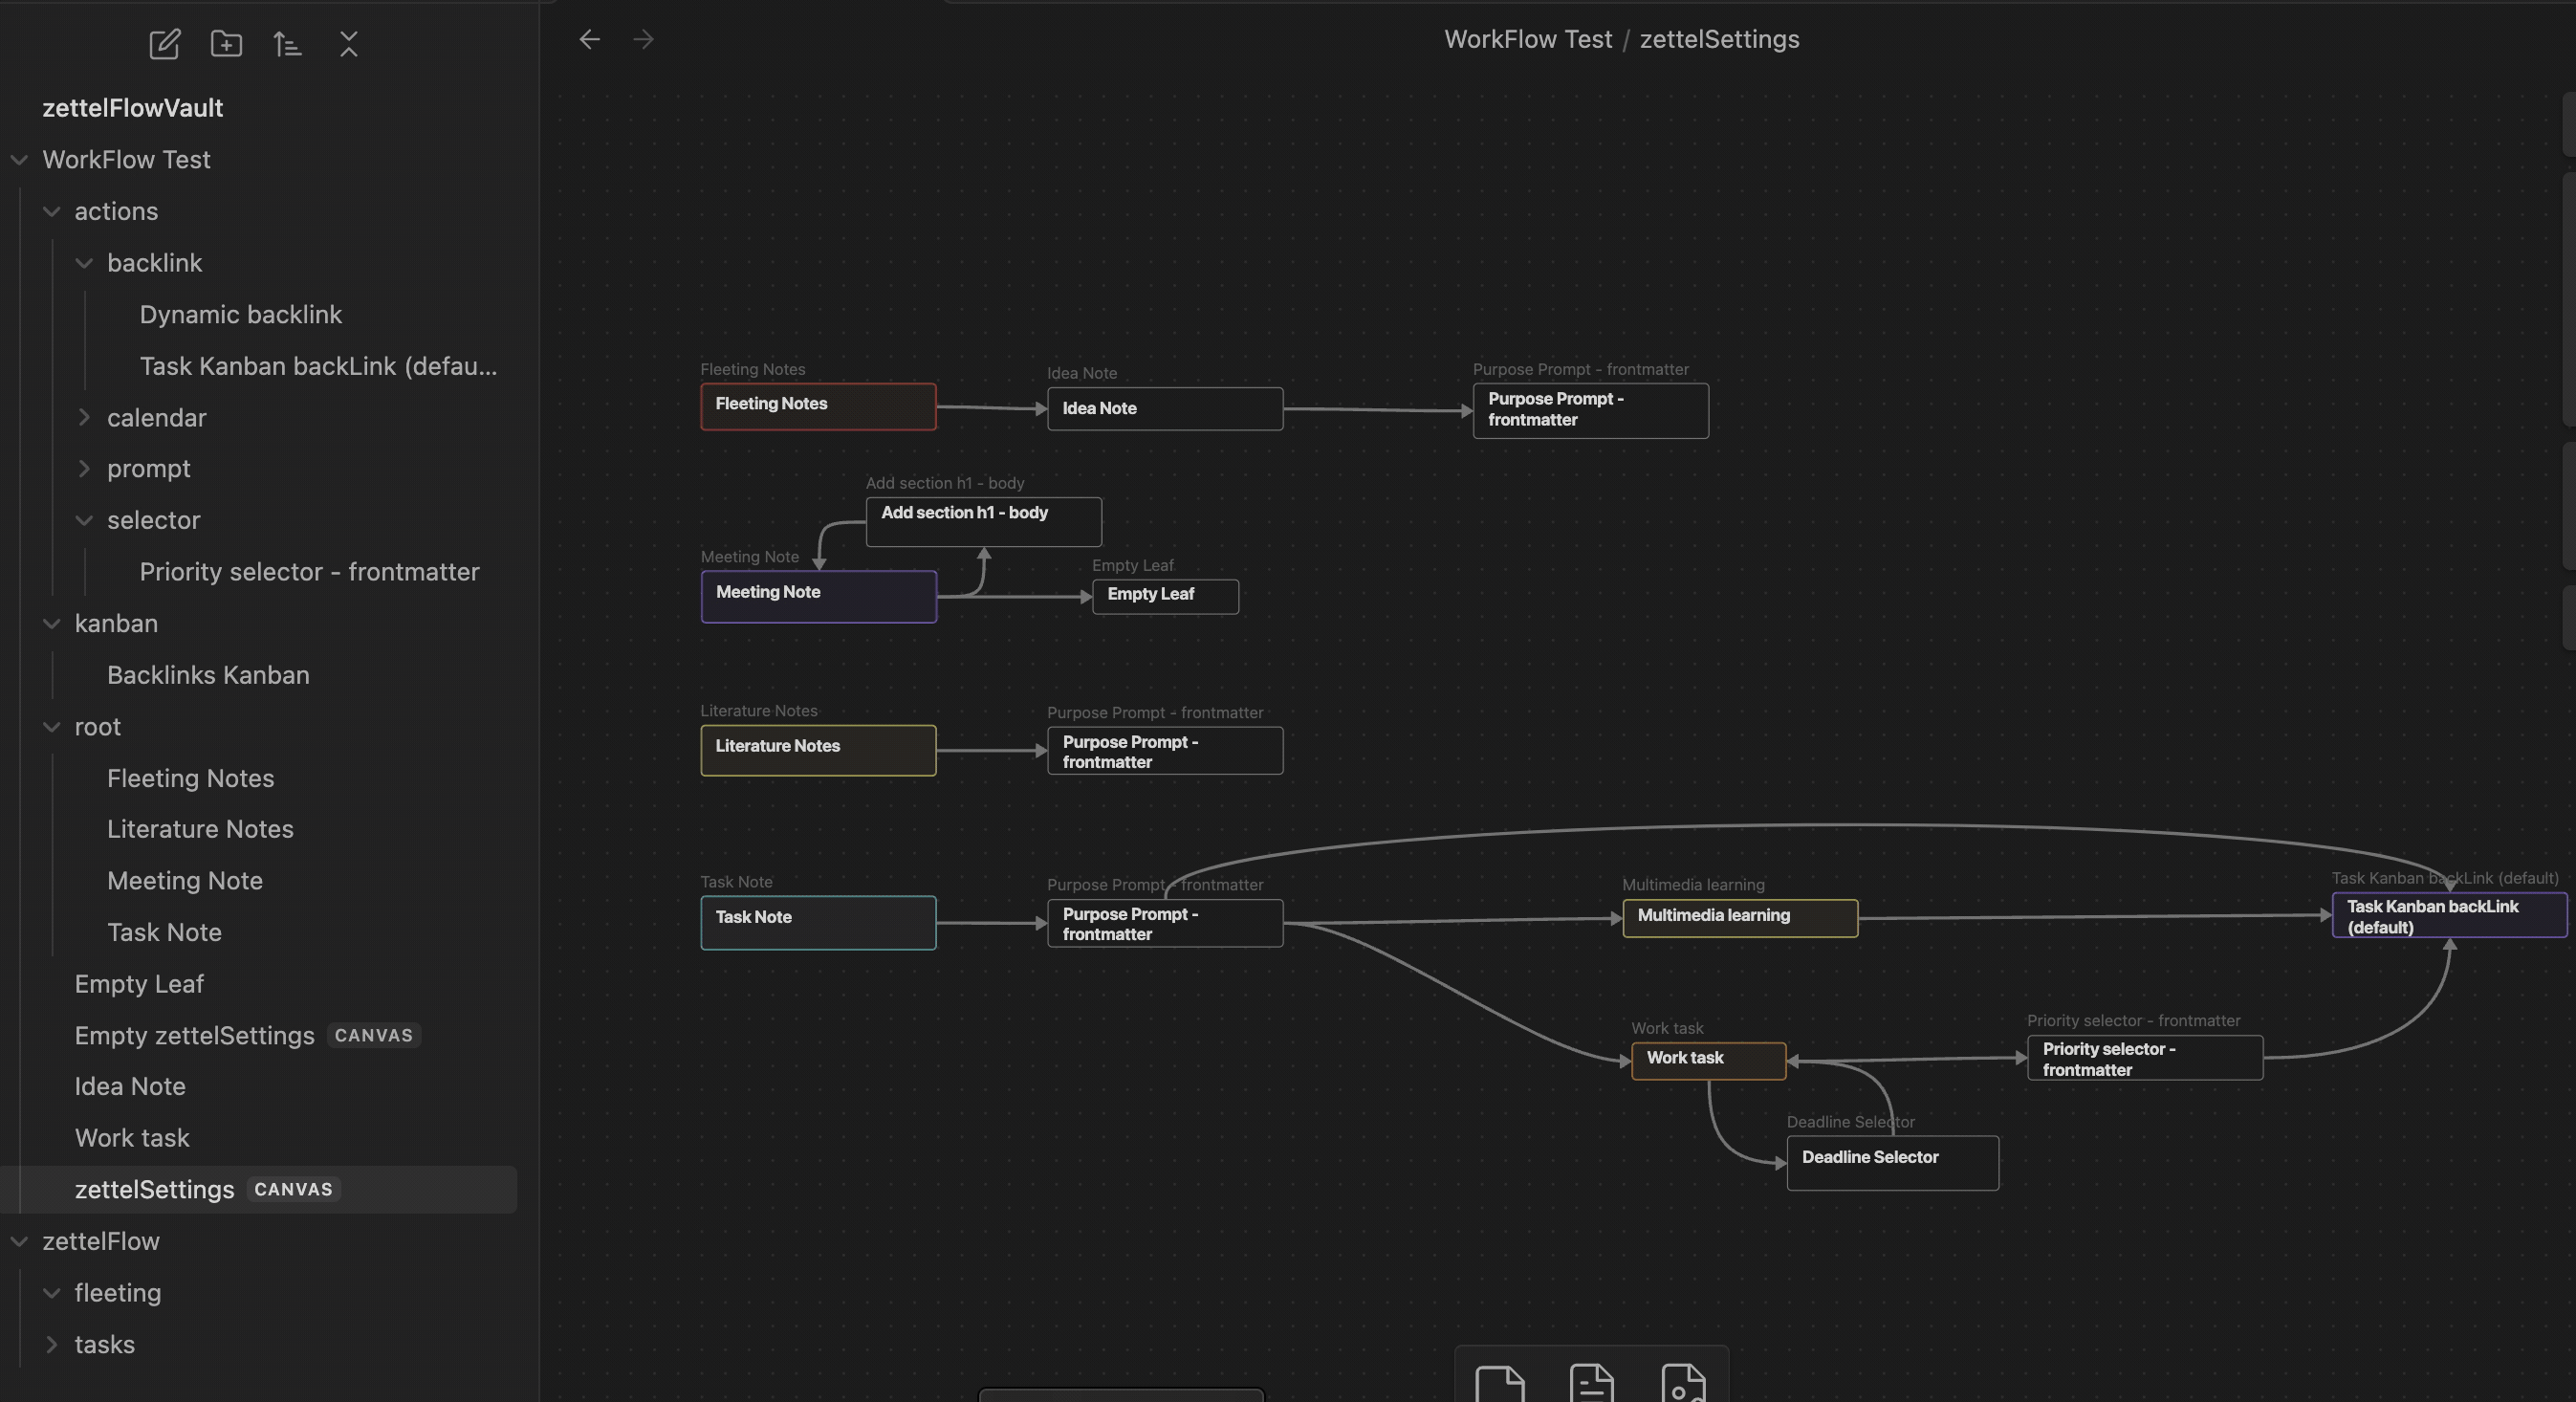 WorkFlow Test / zettelSettings
zettelFlowVault
WorkFlow Test
actions
backlink
Dynamic backlink
Task Kanban backLink (defau...
calendar
prompt
selector
Priority selector - frontmatter
kanban
Backlinks Kanban
root
Fleeting Notes
Literature Notes
Meeting Note
Task Note
Empty Leaf
Empty zettelSettings CANVAS
Idea Note
Work task
zettelSettings CANVAS
zettelFlow
fleeting
tasks
Fleeting Notes
Fleeting Notes
Idea Note
Idea Note
Purpose Prompt - frontmatter
Purpose Prompt -
frontmatter
Add section h1 - body
Add section h1 - body
Meeting Note
Meeting Note
Empty Leaf
Empty Leaf
Literature Notes
Literature Notes
Purpose Prompt - frontmatter
Purpose Prompt -
frontmatter
Task Note
Task Note
Purpose Prompt - frontmatter
Purpose Prompt -
frontmatter
Multimedia learning
Multimedia learning
Task Kanban backLink (default)
Task Kanban backLink
(default)
Work task
Work task
Priority selector - frontmatter
Priority selector -
frontmatter
Deadline Selector
Deadline Selector